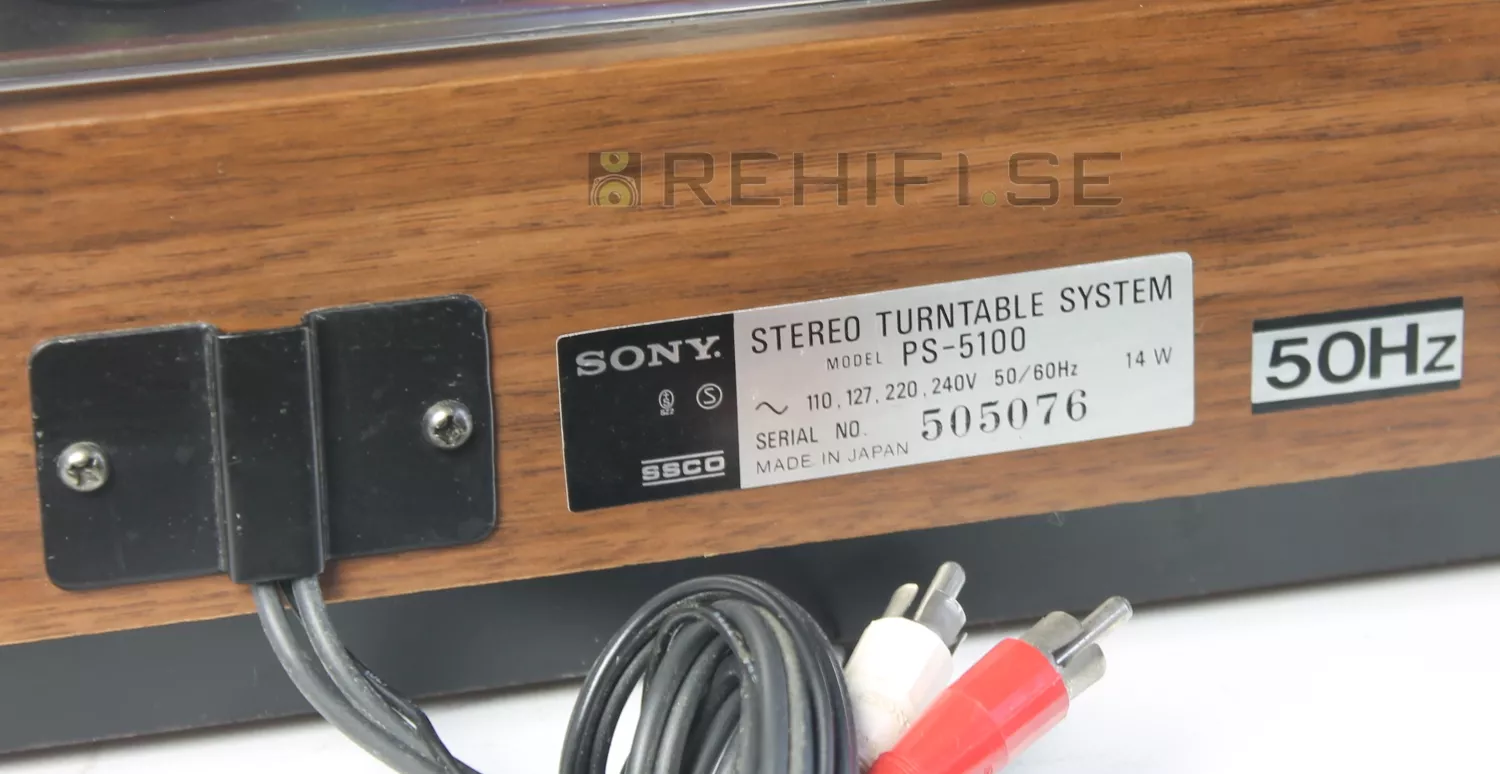 REHIFI.SE
SONY.
S
SSCO
STEREO TURNTABLE SYSTEM
MODEL PS-5100
~ 110, 127, 220, 240V 50/60Hz 14 W
SERIAL NO. 505076
MADE IN JAPAN
50Hz